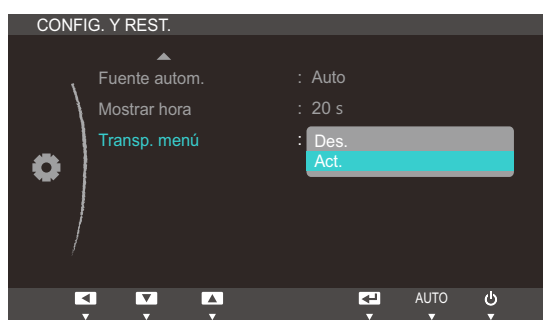 CONFIG. Y REST.
Fuente autom. : Auto
Mostrar hora : 20 s
Transp. menú : Des.
Act.
AUTO